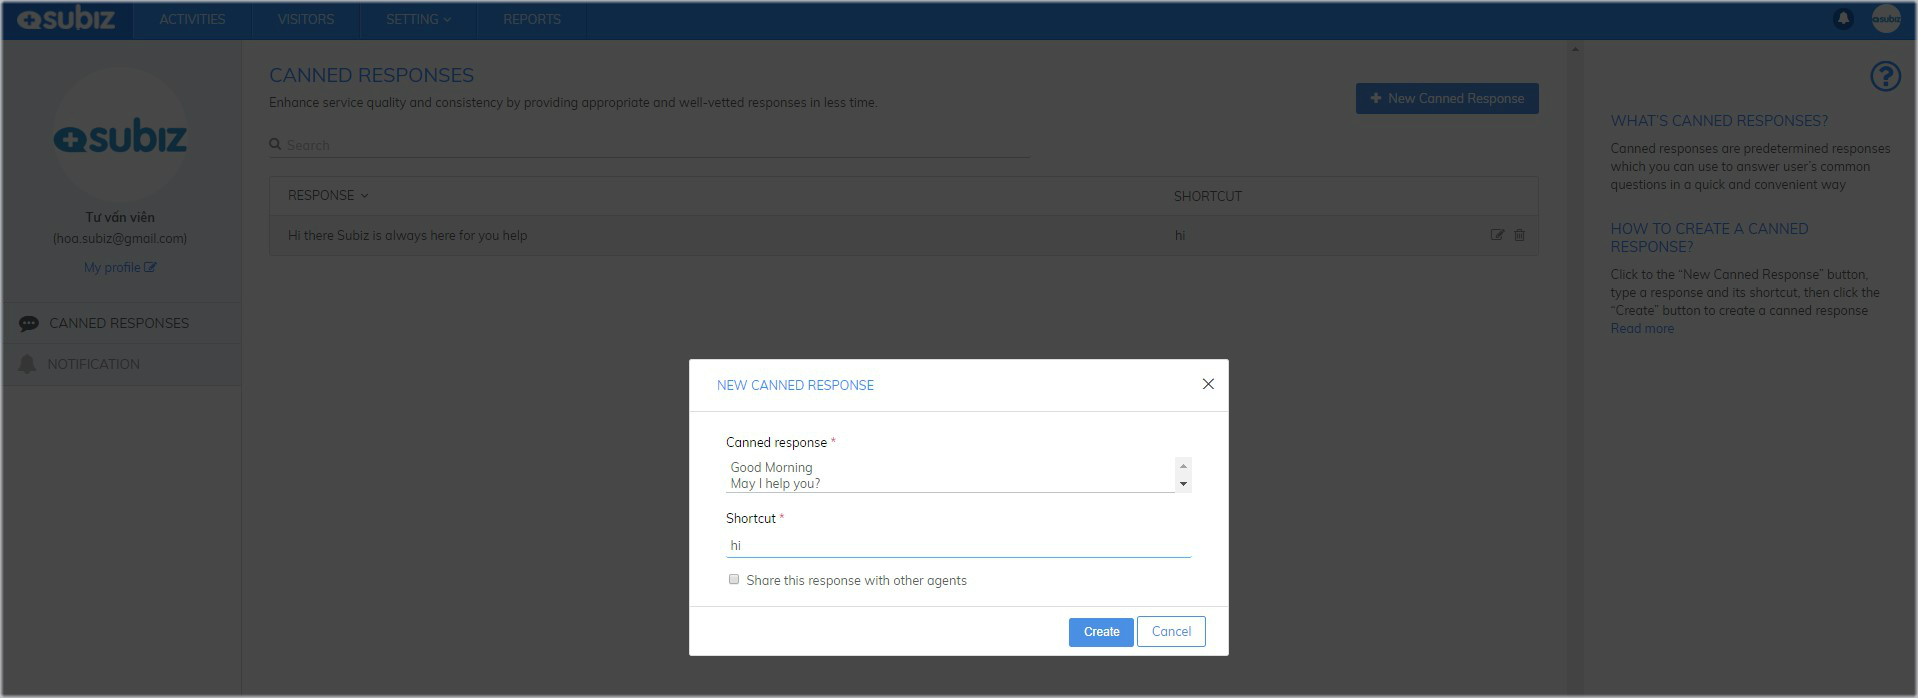 subiz
ACTIVITIES
VISITORS
SETTING
REPORTS
subiz
subiz
Tư vấn viên
(hoa.subiz@gmail.com)
My profile
CANNED RESPONSES
NOTIFICATION
CANNED RESPONSES
Enhance service quality and consistency by providing appropriate and well-vetted responses in less time.
New Canned Response
Search
RESPONSE
SHORTCUT
Hi there Subiz is always here for you help
hi
WHAT'S CANNED RESPONSES?
Canned responses are predetermined responses
which you can use to answer user's common
questions in a quick and convenient way
HOW TO CREATE A CANNED
RESPONSE?
Click to the “New Canned Response” button,
type a response and its shortcut, then click the
“Create” button to create a canned response
Read more
NEW CANNED RESPONSE
Canned response *
Good Morning
May I help you?
Shortcut *
hi
Share this response with other agents
Create
Cancel